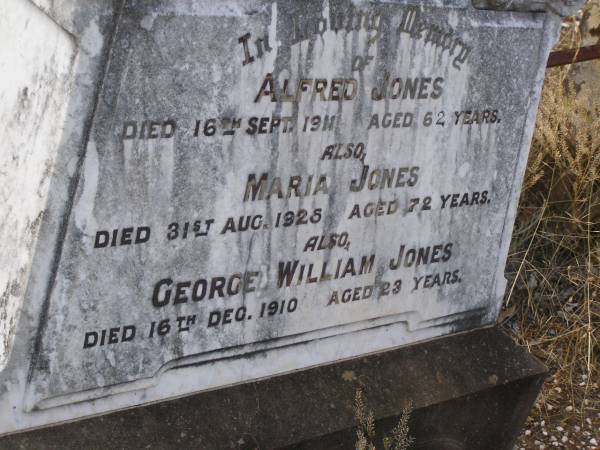 In Loving Memory
OF
ALFRED JONES
DIED 16TH SEPT. 1911 AGED 62 YEARS.
ALSO,
MARIA JONES
DIED 31ST AUG. 1928 AGED 72 YEARS.
ALSO,
GEORGE WILLIAM JONES
DIED 16TH DEC. 1910 AGED 23 YEARS.